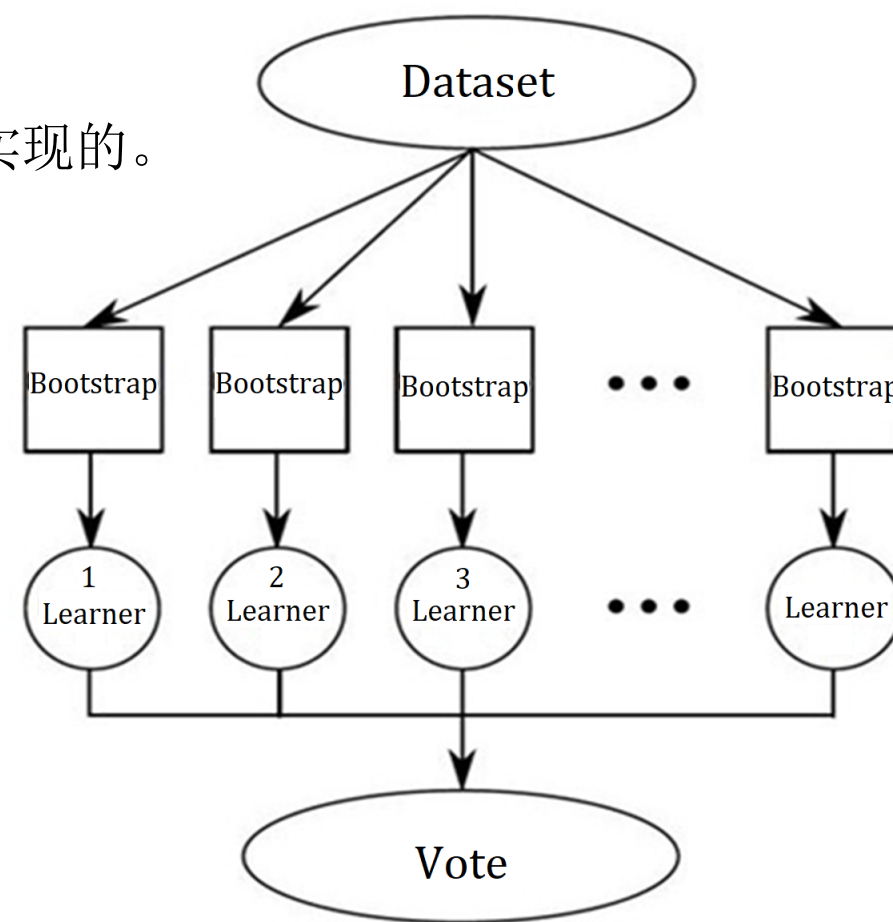 Dataset
实现的。
Bootstrap Bootstrap Bootstrap Bootstrap
1 2 3
Learner Learner Learner Learner
Vote